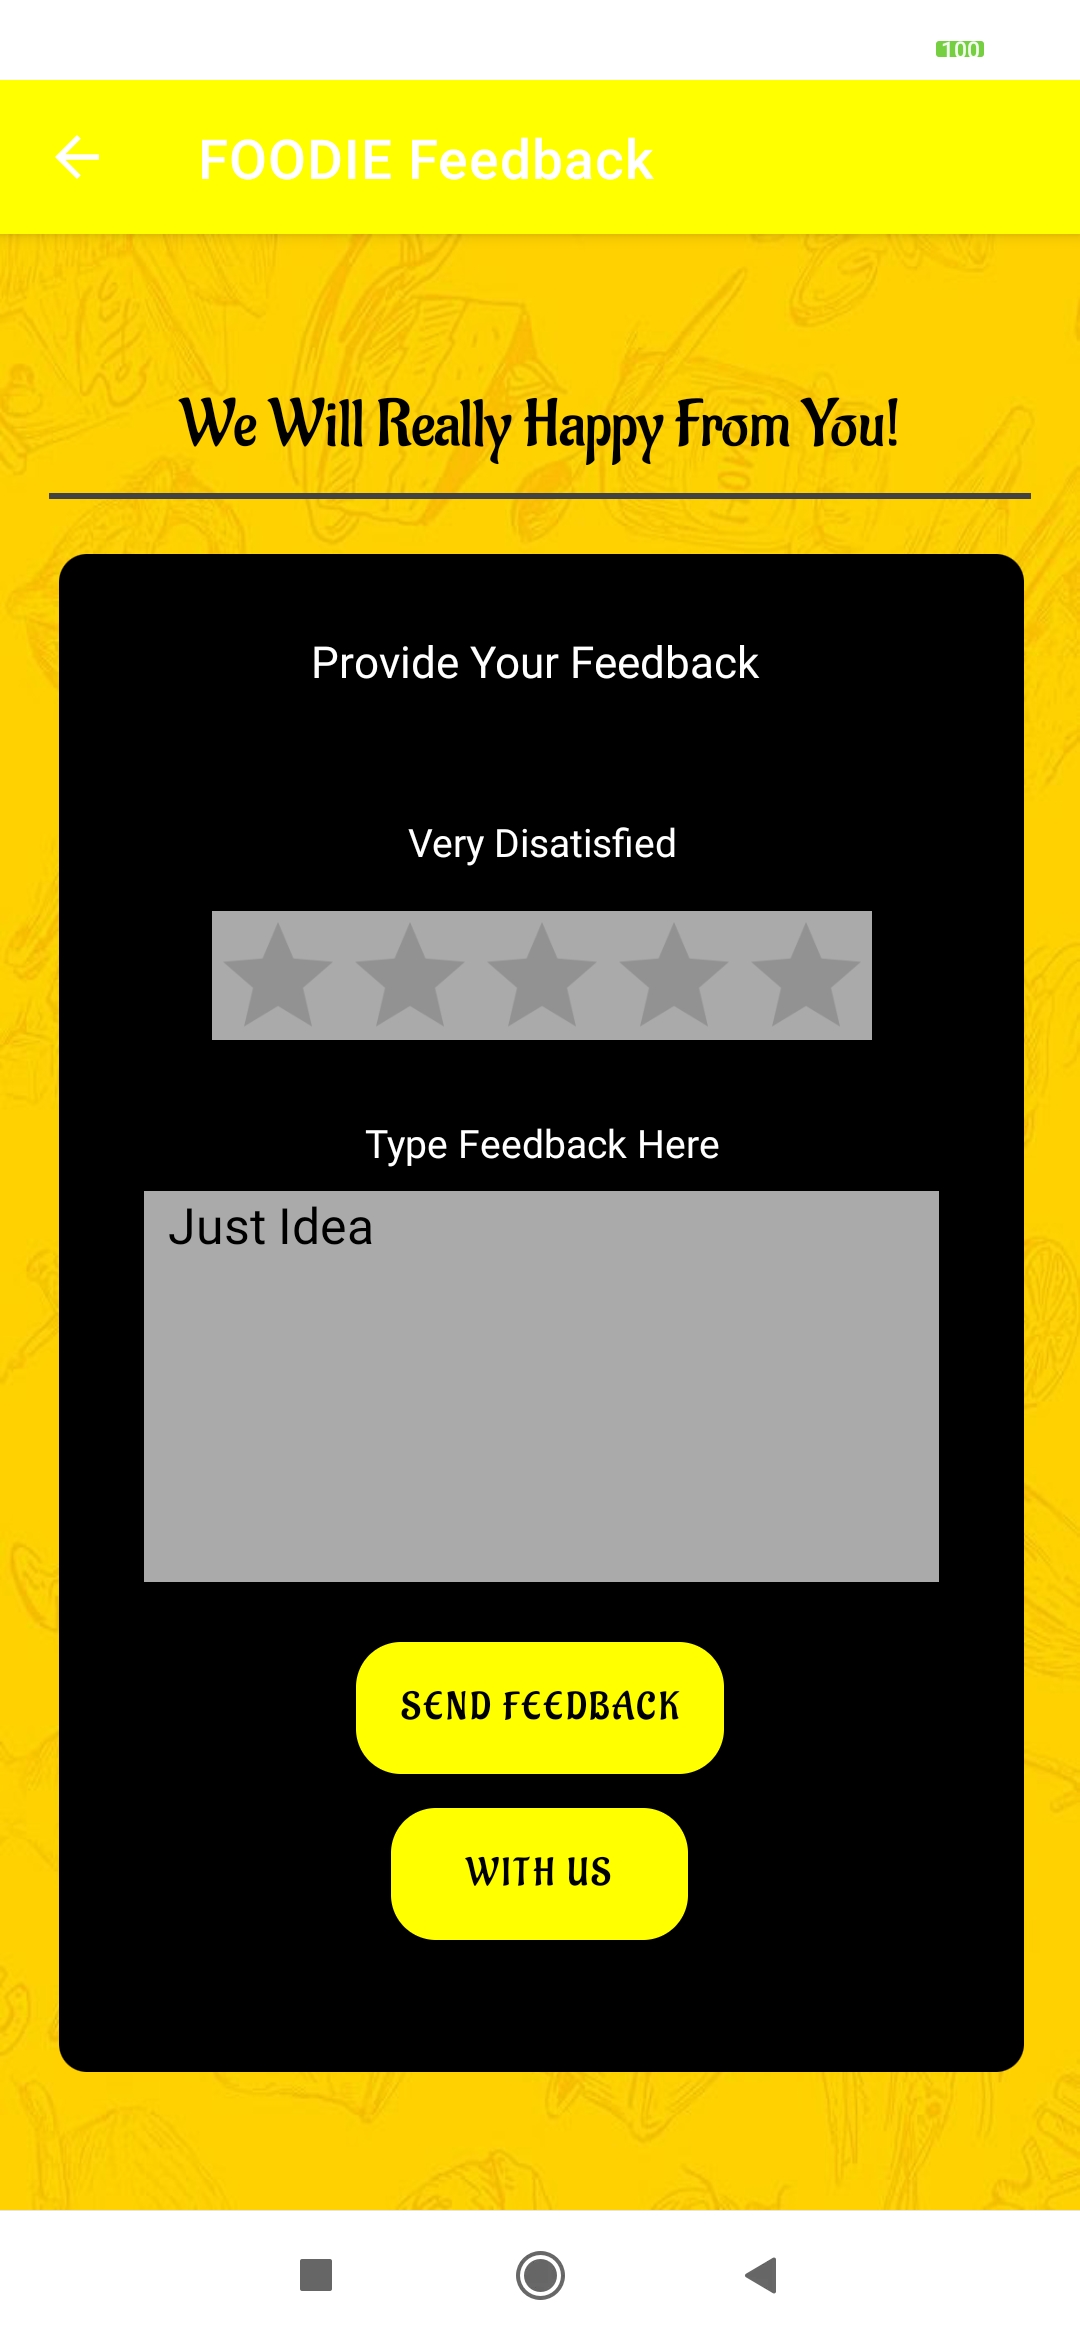 100
FOODIE Feedback
We Will Really Happy From You!
Provide Your Feedback
Very Disatisfied
Type Feedback Here
Just Idea
SEND FEEDBACK
WITH US